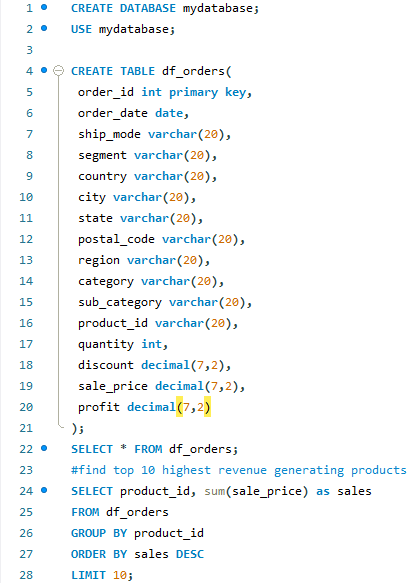 1 CREATE DATABASE mydatabase;
2 USE mydatabase;
3
4 CREATE TABLE df_orders(
5 order_id int primary key,
6 order_date date,
7 ship_mode varchar(20),
8 segment varchar(20),
9 country varchar(20),
10 city varchar(20),
11 state varchar(20),
12 postal_code varchar(20),
13 region varchar(20),
14 category varchar(20),
15 sub_category varchar(20),
16 product_id varchar(20),
17 quantity int,
18 discount decimal(7,2),
19 sale_price decimal(7,2),
20 profit decimal(7,2)
21 );
22 SELECT * FROM df_orders;
23 #find top 10 highest revenue generating products
24 SELECT product_id, sum(sale_price) as sales
25 FROM df_orders
26 GROUP BY product_id
27 ORDER BY sales DESC
28 LIMIT 10;